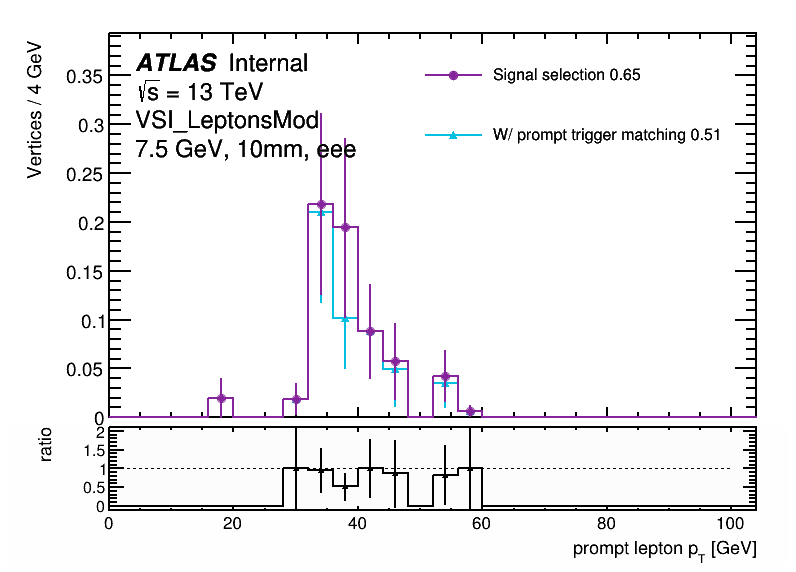 ATLAS Internal
√s = 13 TeV
VSI_LeptonsMod
7.5 GeV, 10mm, eee
Signal selection 0.65
W/ prompt trigger matching 0.51
Vertices / 4 GeV
0.35
0.3
0.25
0.2
0.15
0.1
0.05
0
ratio
2
1.5
1
0.5
0
0 20 40 60 80 100
prompt lepton pT [GeV]